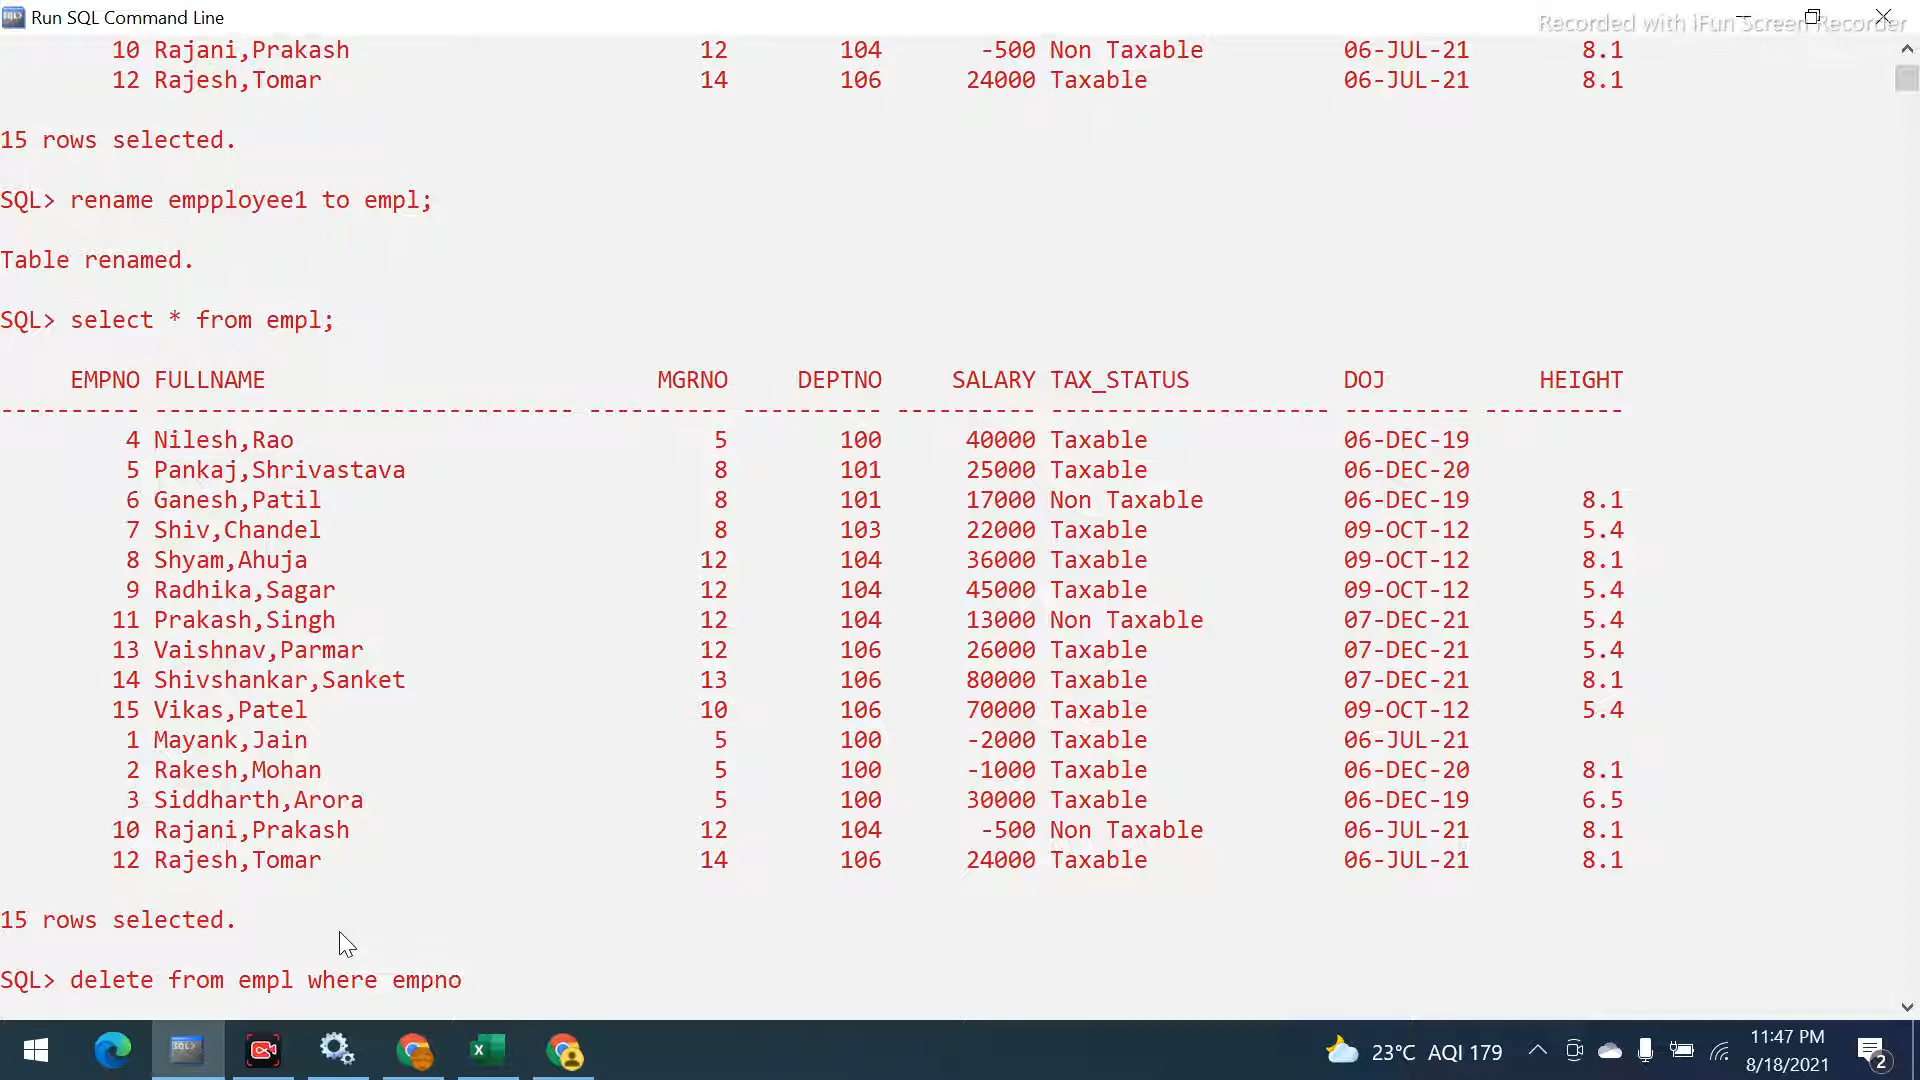 Run SQL Command Line
Recorded with iFun Screen Recorder
10 Rajani,Prakash 12 104 -500 Non Taxable 06-JUL-21 8.1
12 Rajesh,Tomar 14 106 24000 Taxable 06-JUL-21 8.1
15 rows selected.
SQL> rename empployee1 to empl;
Table renamed.
SQL> select * from empl;
EMPNO FULLNAME MGRNO DEPTNO SALARY TAX_STATUS DOJ HEIGHT
---------- ------------------------------ ---------- ---------- ---------- -------------------- --------- ----------
4 Nilesh,Rao 5 100 40000 Taxable 06-DEC-19
5 Pankaj,Shrivastava 8 101 25000 Taxable 06-DEC-20
6 Ganesh,Patil 8 101 17000 Non Taxable 06-DEC-19 8.1
7 Shiv,Chandel 8 103 22000 Taxable 09-OCT-12 5.4
8 Shyam,Ahuja 12 104 36000 Taxable 09-OCT-12 8.1
9 Radhika,Sagar 12 104 45000 Taxable 09-OCT-12 5.4
11 Prakash,Singh 12 104 13000 Non Taxable 07-DEC-21 5.4
13 Vaishnav,Parmar 12 106 26000 Taxable 07-DEC-21 5.4
14 Shivshankar,Sanket 13 106 80000 Taxable 07-DEC-21 8.1
15 Vikas,Patel 10 106 70000 Taxable 09-OCT-12 5.4
1 Mayank,Jain 5 100 -2000 Taxable 06-JUL-21
2 Rakesh,Mohan 5 100 -1000 Taxable 06-DEC-20 8.1
3 Siddharth,Arora 5 100 30000 Taxable 06-DEC-19 6.5
10 Rajani,Prakash 12 104 -500 Non Taxable 06-JUL-21 8.1
12 Rajesh,Tomar 14 106 24000 Taxable 06-JUL-21 8.1
15 rows selected.
SQL> delete from empl where empno
23°C AQI 179
11:47 PM
8/18/2021
2